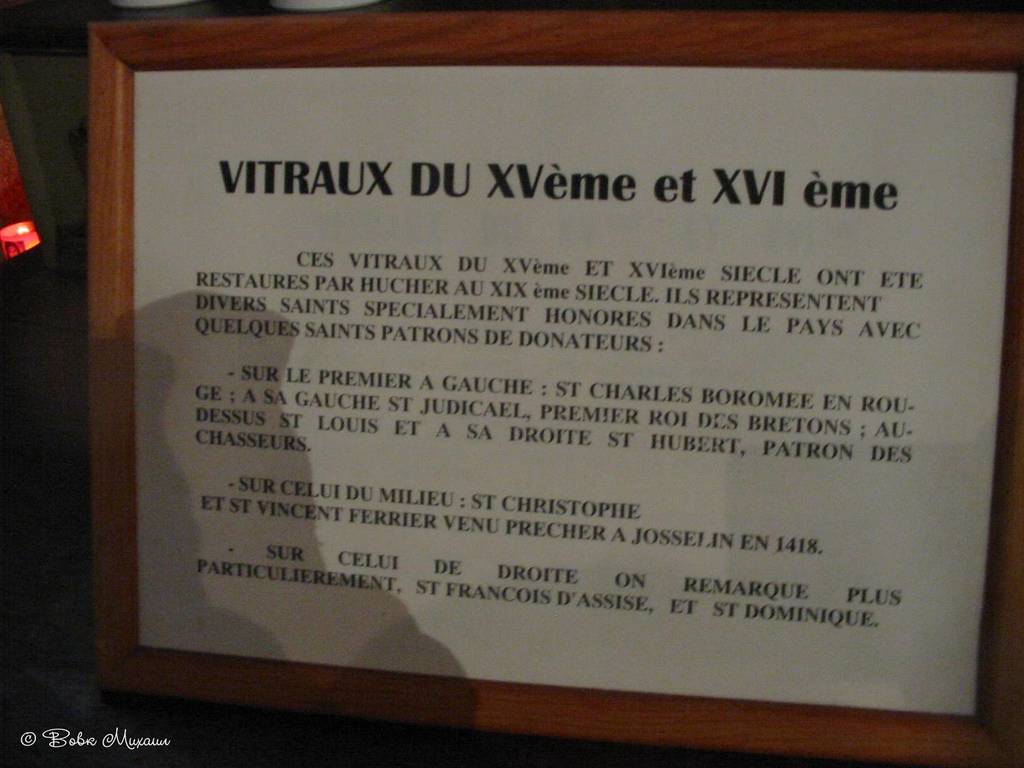 VITRAUX DU XVème et XVI ème
CES VITRAUX DU XVème ET XVIème SIECLE ONT ETE
RESTAURES PAR HUCHER AU XIX ème SIECLE. ILS REPRESENTENT
DIVERS SAINTS SPECIALEMENT HONORES DANS LE PAYS AVEC
QUELQUES SAINTS PATRONS DE DONATEURS :
- SUR LE PREMIER A GAUCHE : ST CHARLES BOROMEE EN ROU-
GE ; A SA GAUCHE ST JUDICAEL, PREMIER ROI DES BRETONS ; AU-
DESSUS ST LOUIS ET A SA DROITE ST HUBERT, PATRON DES
CHASSEURS.
- SUR CELUI DU MILIEU : ST CHRISTOPHE
ET ST VINCENT FERRIER VENU PRECHER A JOSSELIN EN 1418.
- SUR CELUI DE DROITE ON REMARQUE PLUS
PARTICULIEREMENT, ST FRANCOIS D'ASSISE, ET ST DOMINIQUE.
© Вовк Михаил